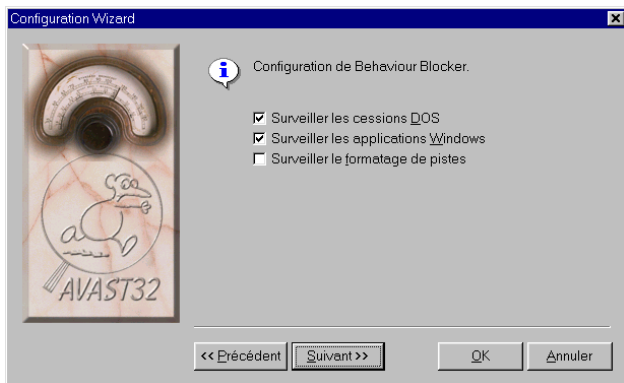 Configuration Wizard
Configuration de Behaviour Blocker.
Surveiller les cessions DOS
Surveiller les applications Windows
Surveiller le formatage de pistes
AVAST32
<< Précédent
Suivant >>
OK
Annuler